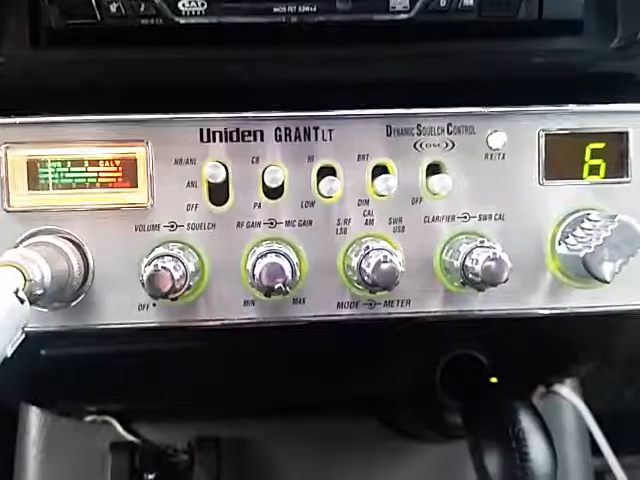 Uniden GRANT LT
DYNAMIC SQUELCH CONTROL
(DSC)
RX/TX
6
NB/ANL
ANL
OFF
CB
PA
HI
LOW
BRT
DIM
OFF
VOLUME SQUELCH
OFF
RF GAIN MIC GAIN
MIN MAX
S/RF
LSB
CAL
AM
SWR
USB
MODE METER
CLARIFIER SWR CAL